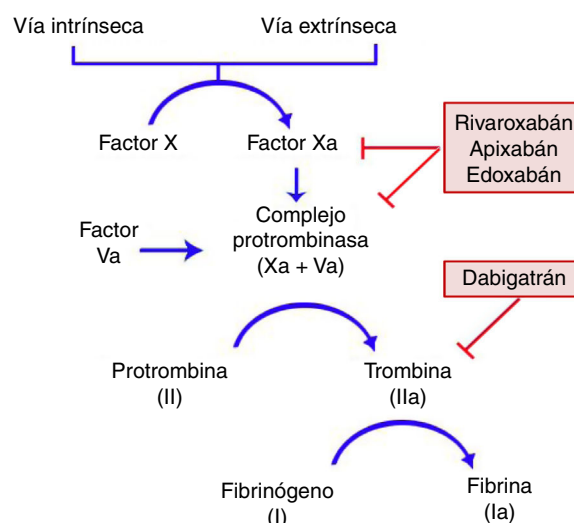 Vía intrínseca
Vía extrínseca
Factor X
Factor Xa
Rivaroxabán
Apixabán
Edoxabán
Factor
Va
Complejo
protrombinasa
(Xa + Va)
Dabigatrán
Protrombina
(II)
Trombina
(IIa)
Fibrinógeno
(I)
Fibrina
(Ia)